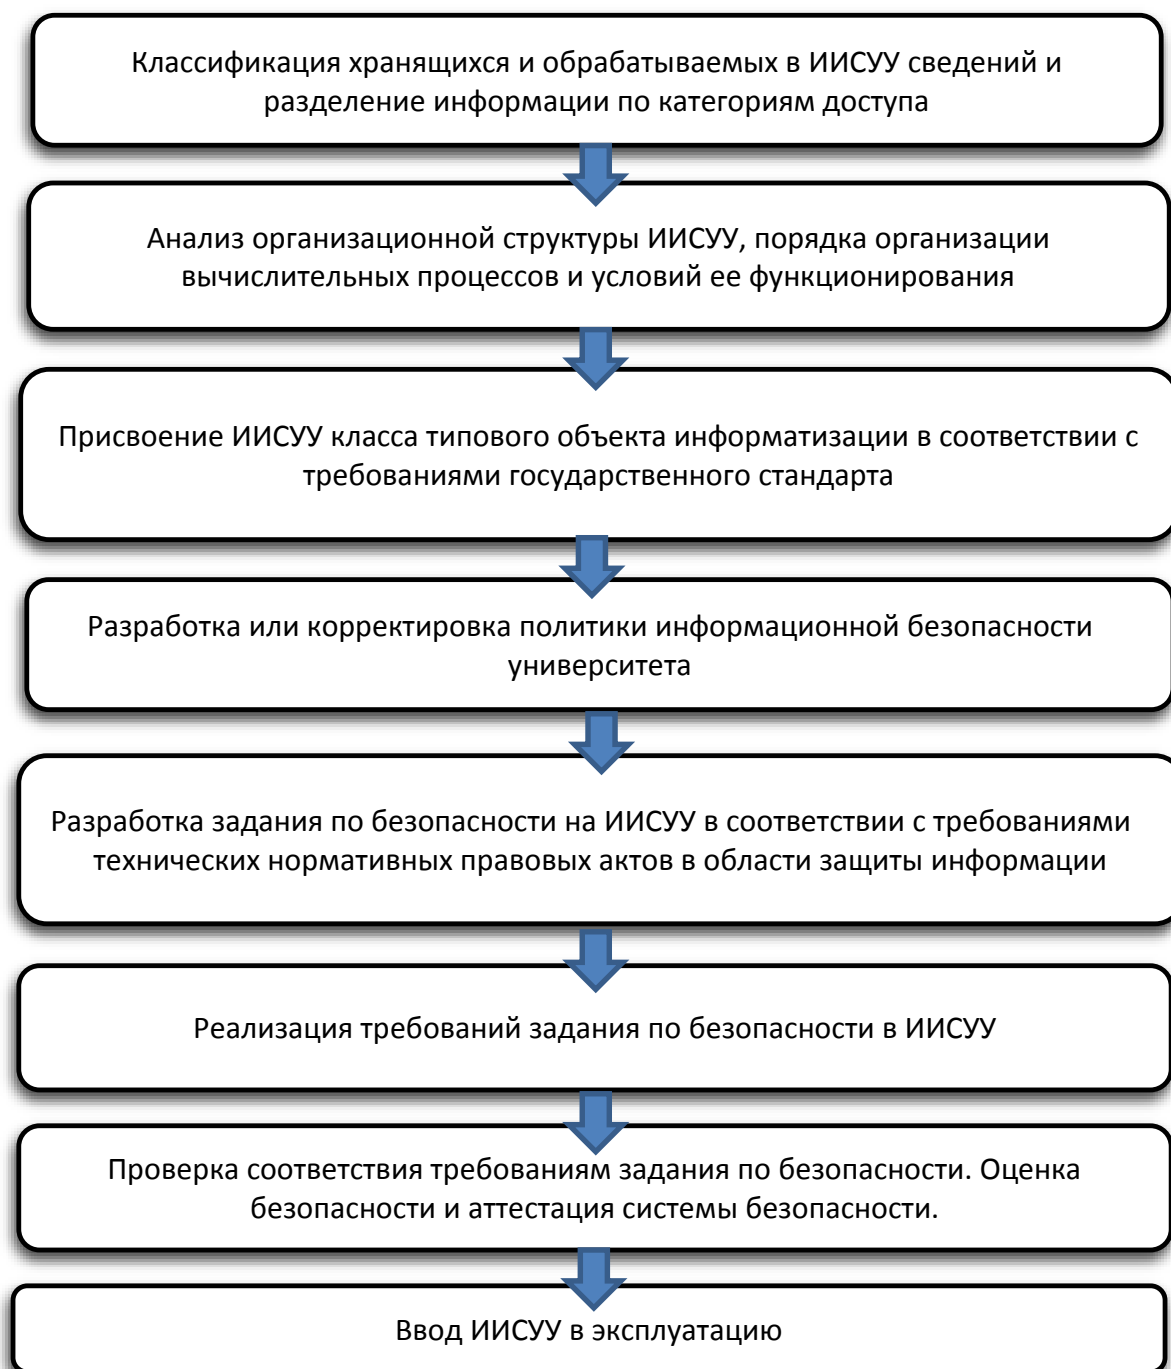 Классификация хранящихся и обрабатываемых в ИИСУУ сведений и
разделение информации по категориям доступа
Анализ организационной структуры ИИСУУ, порядка организации
вычислительных процессов и условий ее функционирования
Присвоение ИИСУУ класса типового объекта информатизации в соответствии с
требованиями государственного стандарта
Разработка или корректировка политики информационной безопасности
университета
Разработка задания по безопасности на ИИСУУ в соответствии с требованиями
технических нормативных правовых актов в области защиты информации
Реализация требований задания по безопасности в ИИСУУ
Проверка соответствия требованиям задания по безопасности. Оценка
безопасности и аттестация системы безопасности.
Ввод ИИСУУ в эксплуатацию